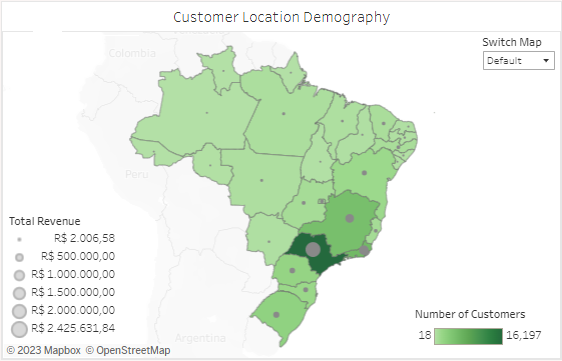 Customer Location Demography
Switch Map
Default
Colombia
Peru
Argentina
Total Revenue
R$ 2.006,58
R$ 500.000,00
R$ 1.000.000,00
R$ 1.500.000,00
R$ 2.000.000,00
R$ 2.425.631,84
Number of Customers
18 16,197
© 2023 Mapbox © OpenStreetMap